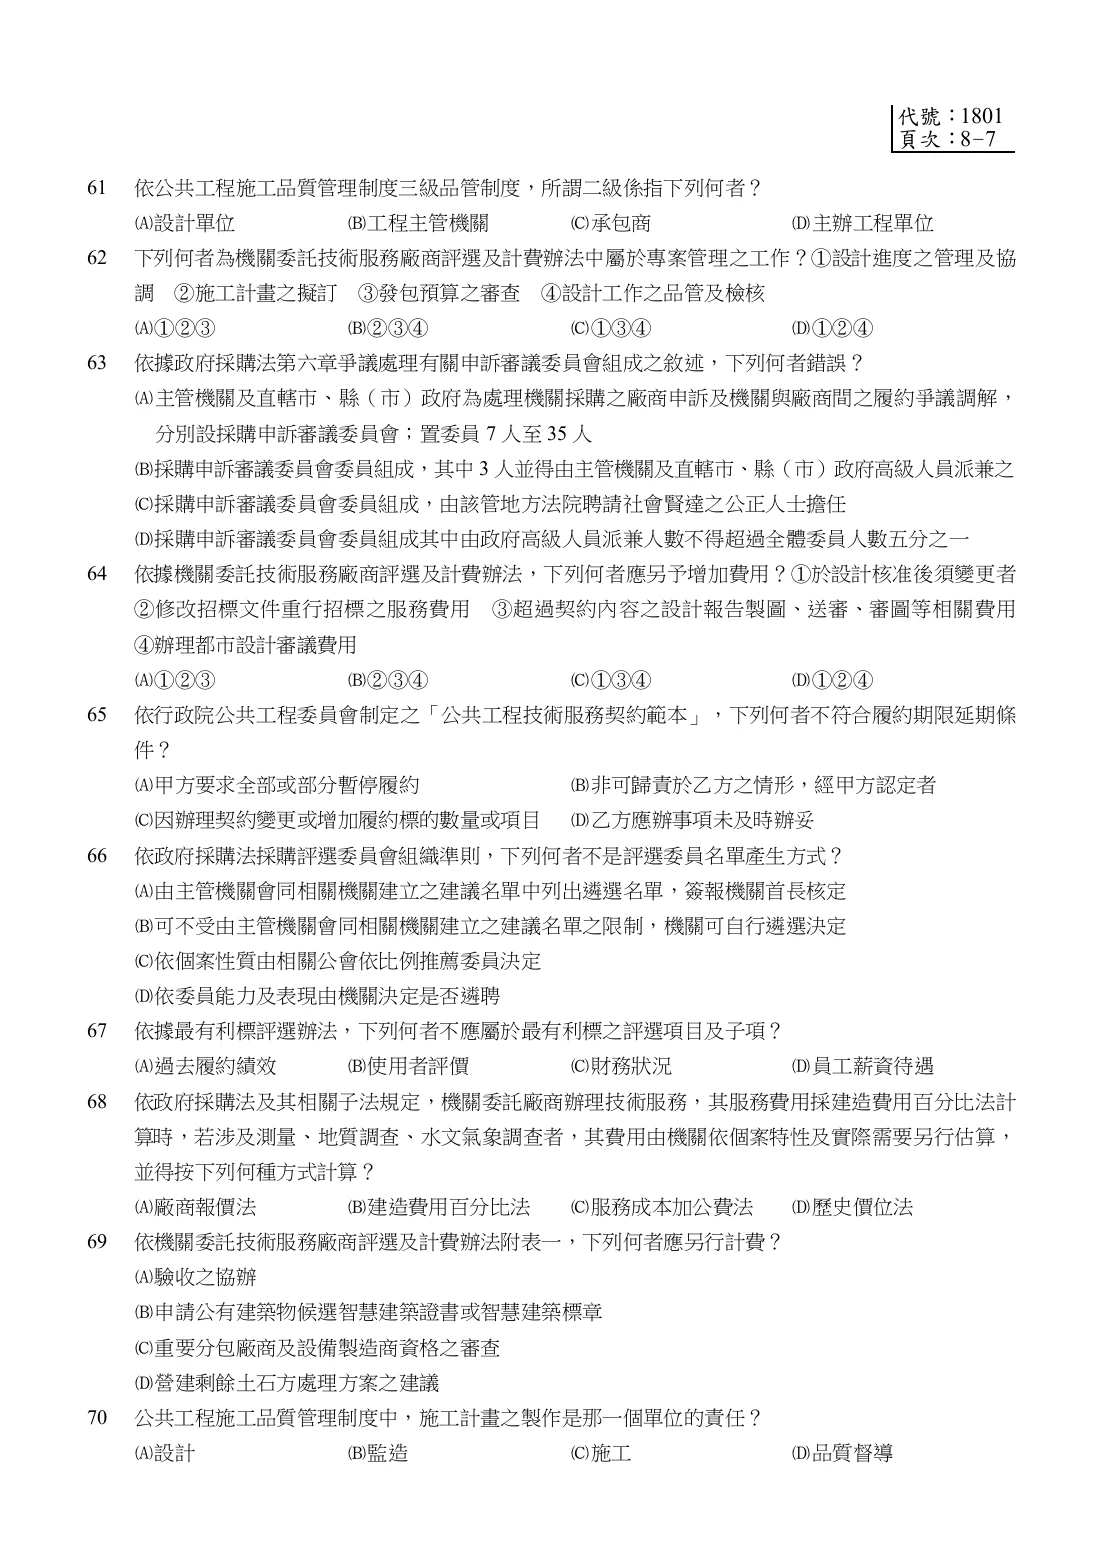 代號：1801
頁次：8－7
61 依公共工程施工品質管理制度三級品管制度，所謂二級係指下列何者？
(A)設計單位 (B)工程主管機關 (C)承包商 (D)主辦工程單位
62 下列何者為機關委託技術服務廠商評選及計費辦法中屬於專案管理之工作？①設計進度之管理及協
調 ②施工計畫之擬訂 ③發包預算之審查 ④設計工作之品管及檢核
(A)①②③ (B)②③④ (C)①③④ (D)①②④
63 依據政府採購法第六章爭議處理有關申訴審議委員會組成之敘述，下列何者錯誤？
(A)主管機關及直轄市、縣（市）政府為處理機關採購之廠商申訴及機關與廠商間之履約爭議調解，
分別設採購申訴審議委員會；置委員 7 人至 35 人
(B)採購申訴審議委員會委員組成，其中 3 人並得由主管機關及直轄市、縣（市）政府高級人員派兼之
(C)採購申訴審議委員會委員組成，由該管地方法院聘請社會賢達之公正人士擔任
(D)採購申訴審議委員會委員組成其中由政府高級人員派兼人數不得超過全體委員人數五分之一
64 依據機關委託技術服務廠商評選及計費辦法，下列何者應另予增加費用？①於設計核准後須變更者
②修改招標文件重行招標之服務費用 ③超過契約內容之設計報告製圖、送審、審圖等相關費用
④辦理都市設計審議費用
(A)①②③ (B)②③④ (C)①③④ (D)①②④
65 依行政院公共工程委員會制定之「公共工程技術服務契約範本」，下列何者不符合履約期限延期條
件？
(A)甲方要求全部或部分暫停履約 (B)非可歸責於乙方之情形，經甲方認定者
(C)因辦理契約變更或增加履約標的數量或項目 (D)乙方應辦事項未及時辦妥
66 依政府採購法採購評選委員會組織準則，下列何者不是評選委員名單產生方式？
(A)由主管機關會同相關機關建立之建議名單中列出遴選名單，簽報機關首長核定
(B)可不受由主管機關會同相關機關建立之建議名單之限制，機關可自行遴選決定
(C)依個案性質由相關公會依比例推薦委員決定
(D)依委員能力及表現由機關決定是否遴聘
67 依據最有利標評選辦法，下列何者不應屬於最有利標之評選項目及子項？
(A)過去履約績效 (B)使用者評價 (C)財務狀況 (D)員工薪資待遇
68 依政府採購法及其相關子法規定，機關委託廠商辦理技術服務，其服務費用採建造費用百分比法計
算時，若涉及測量、地質調查、水文氣象調查者，其費用由機關依個案特性及實際需要另行估算，
並得按下列何種方式計算？
(A)廠商報價法 (B)建造費用百分比法 (C)服務成本加公費法 (D)歷史價位法
69 依機關委託技術服務廠商評選及計費辦法附表一，下列何者應另行計費？
(A)驗收之協辦
(B)申請公有建築物候選智慧建築證書或智慧建築標章
(C)重要分包廠商及設備製造商資格之審查
(D)營建剩餘土石方處理方案之建議
70 公共工程施工品質管理制度中，施工計畫之製作是那一個單位的責任？
(A)設計 (B)監造 (C)施工 (D)品質督導